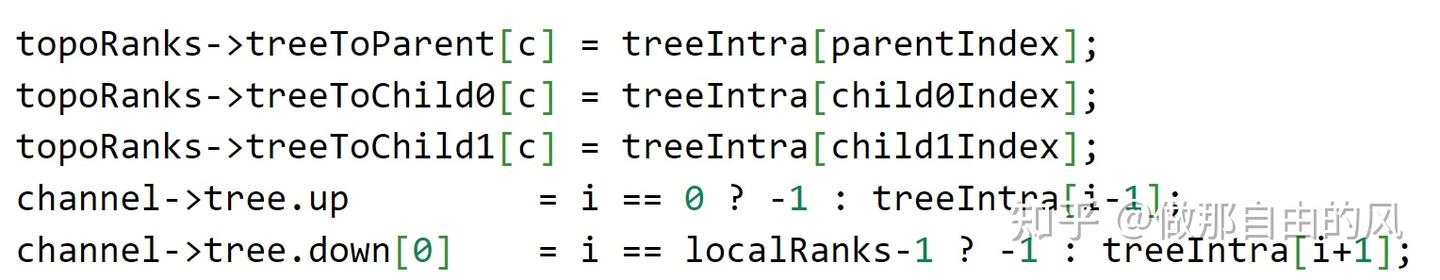 topoRanks->treeToParent[c] = treeIntra[parentIndex];
topoRanks->treeToChild0[c] = treeIntra[child0Index];
topoRanks->treeToChild1[c] = treeIntra[child1Index];
channel->tree.up         = i == 0 ? -1 : treeIntra[i-1];
channel->tree.down[0]    = i == localRanks-1 ? -1 : treeIntra[i+1];
知乎 @做那自由的风